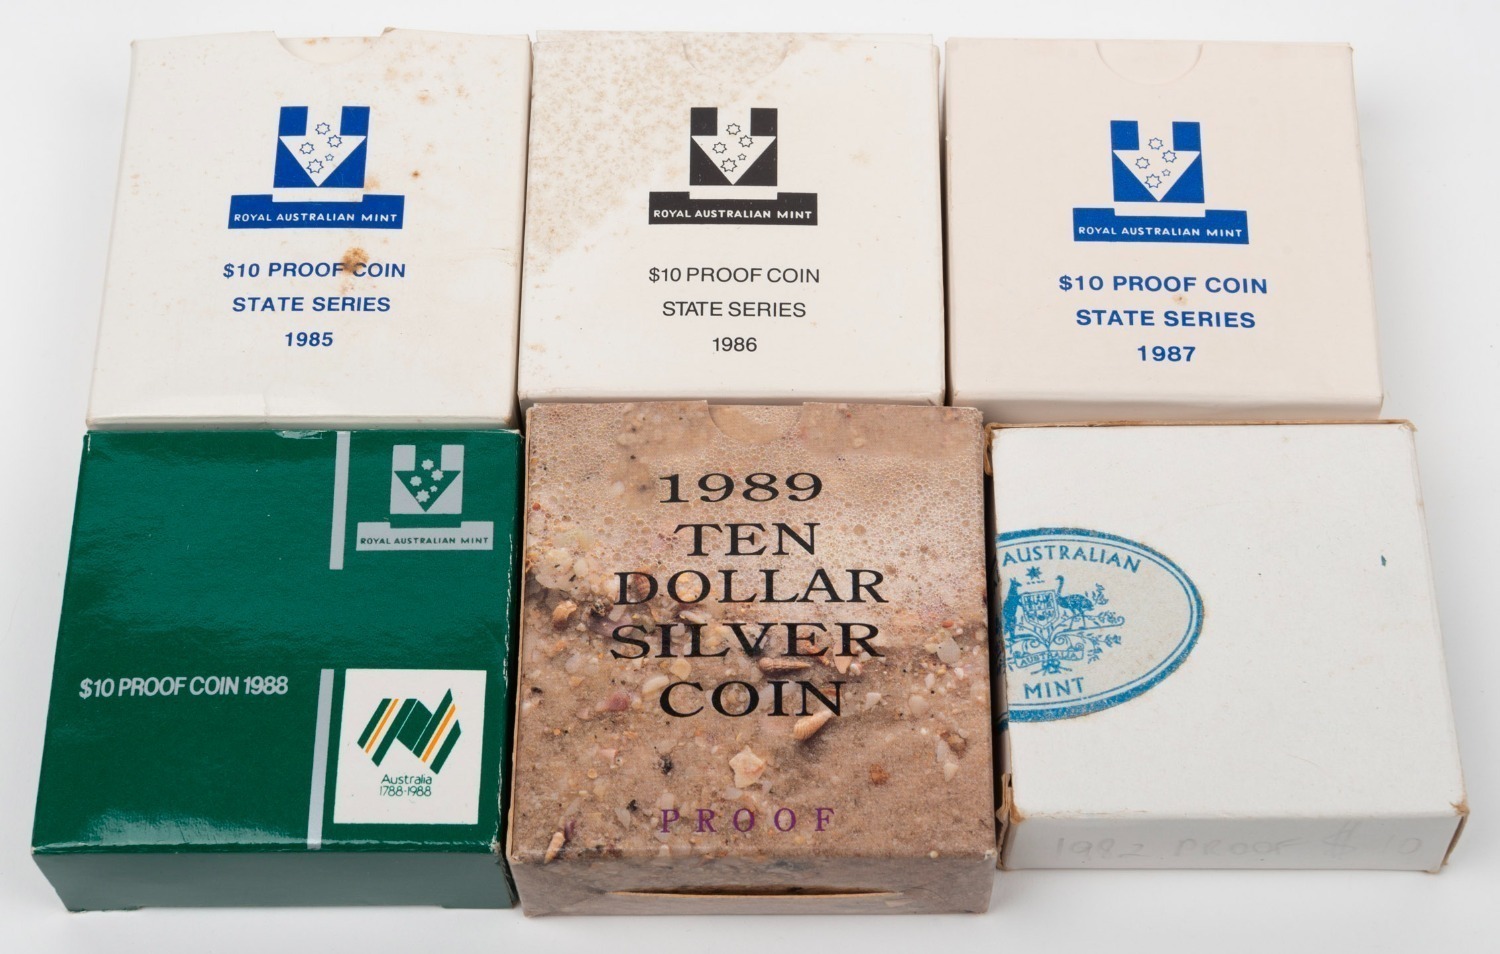 ROYAL AUSTRALIAN MINT
$10 PROOF COIN
STATE SERIES
1985
ROYAL AUSTRALIAN MINT
$10 PROOF COIN
STATE SERIES
1986
ROYAL AUSTRALIAN MINT
$10 PROOF COIN
STATE SERIES
1987
ROYAL AUSTRALIAN MINT
$10 PROOF COIN 1988
Australia
1788-1988
1989
TEN
DOLLAR
SILVER
COIN
PROOF
AUSTRALIAN
AUSTRALIA
MINT
1982 PROOF $10